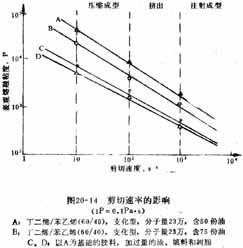 压缩成型
挤出
注射成型
A
B
C
D
表观熔融粘度, P
10
10²
10³
10⁴
剪切速率, s⁻¹
图20-14 剪切速率的影响
(1P=0.1Pa·s)
A: 丁二烯/苯乙烯(60/40), 支化型, 分子量23万, 含50份油
B: 丁二烯/苯乙烯(60/40), 支化型, 分子量23万, 含75份油
C、D: 以A为基础的胶料, 加过量的油、填料和树脂